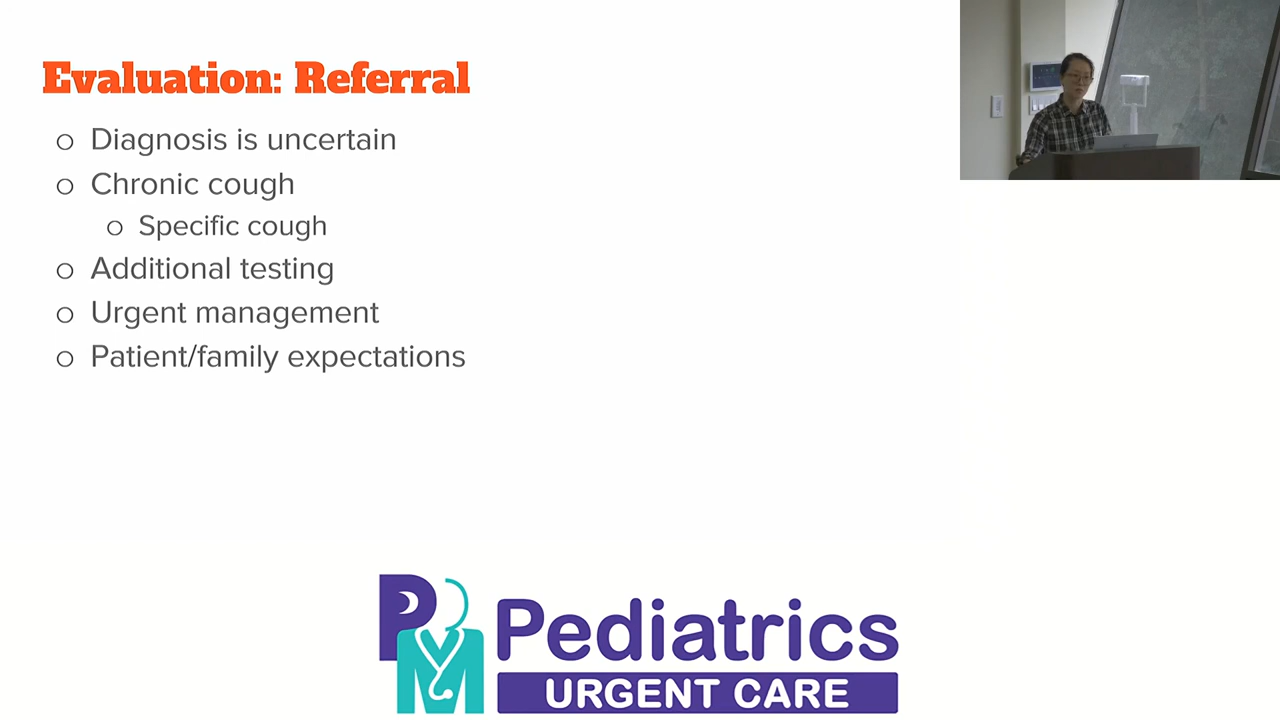 Evaluation: Referral
o Diagnosis is uncertain
o Chronic cough
o Specific cough
o Additional testing
o Urgent management
o Patient/family expectations
PM Pediatrics
URGENT CARE